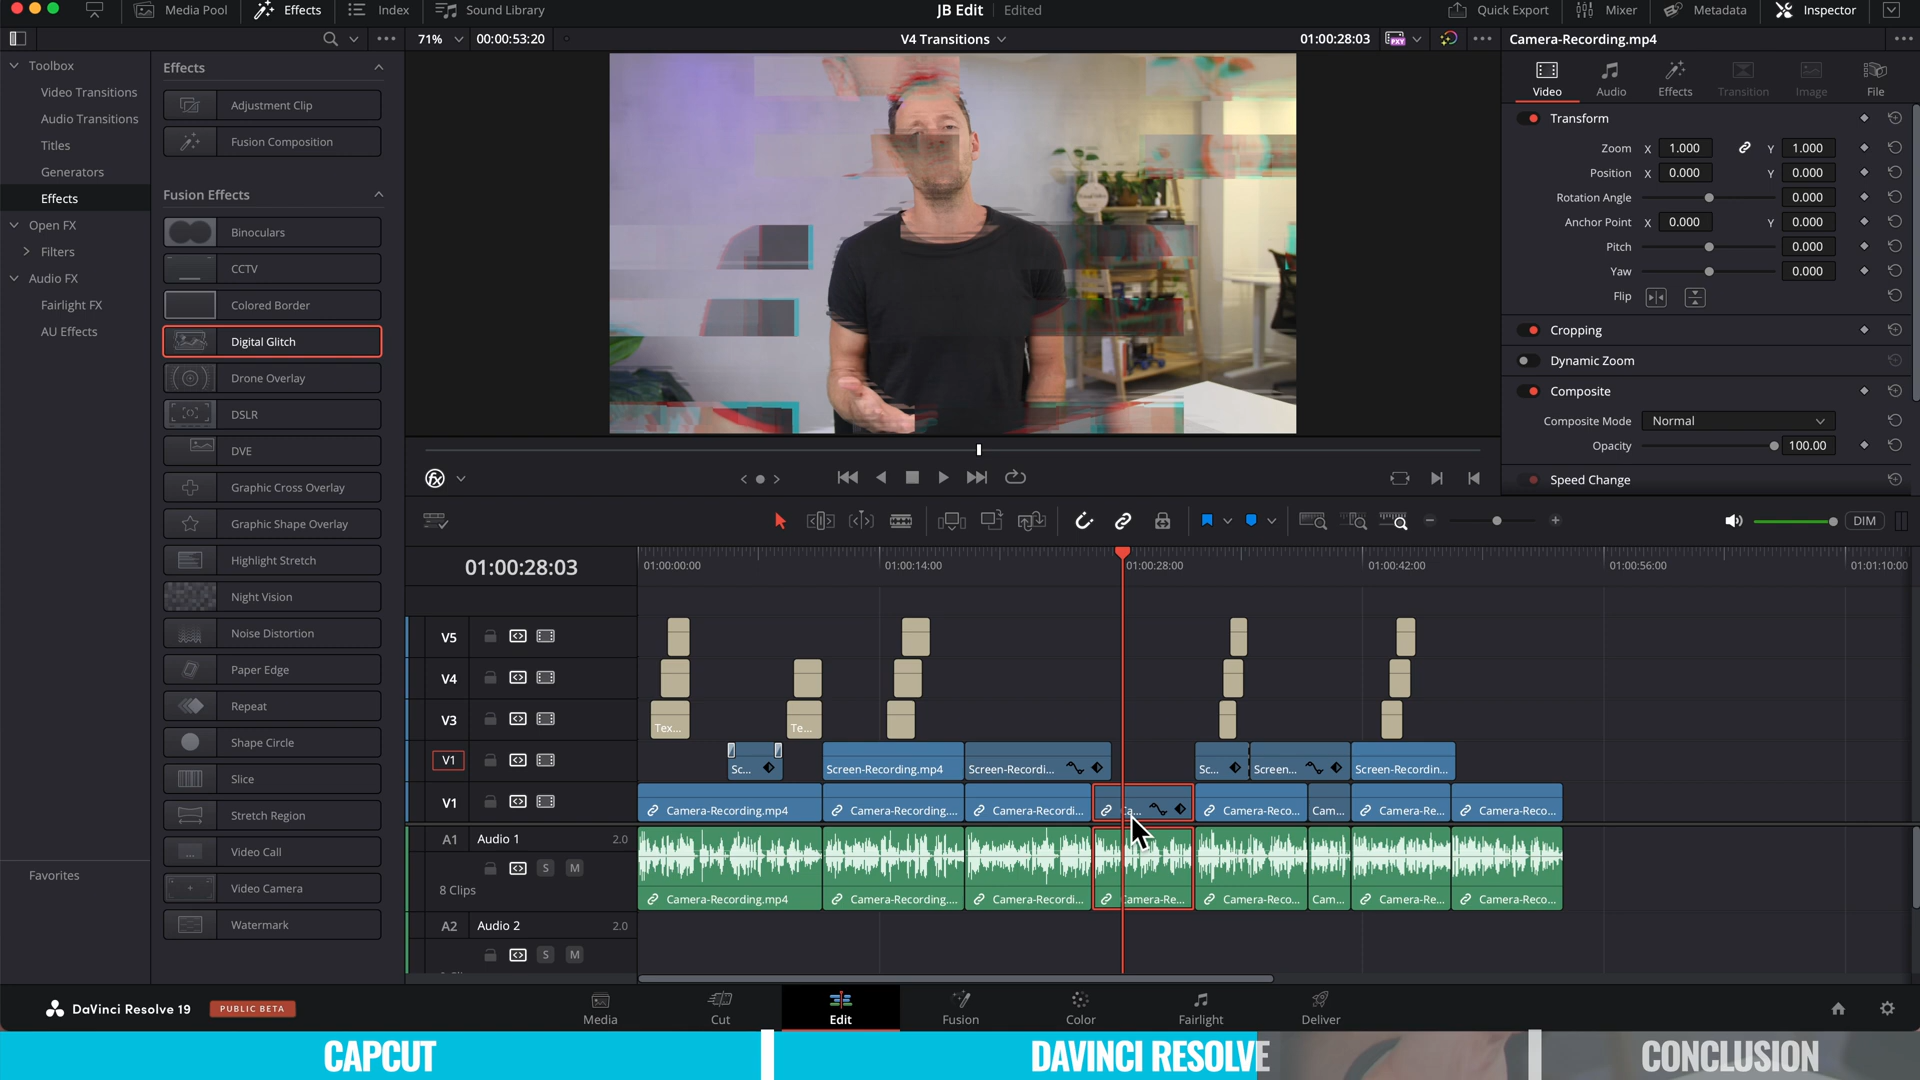 Media Pool
Effects
Index
Sound Library
JB Edit
Edited
Quick Export
Mixer
Metadata
Inspector
71%
00:00:53:20
V4 Transitions
01:00:28:03
PXY
Camera-Recording.mp4
Toolbox
Video Transitions
Audio Transitions
Titles
Generators
Effects
Open FX
Filters
Audio FX
Fairlight FX
AU Effects
Favorites
Effects
Adjustment Clip
Fusion Composition
Fusion Effects
Binoculars
CCTV
Colored Border
Digital Glitch
Drone Overlay
DSLR
DVE
Graphic Cross Overlay
Graphic Shape Overlay
Highlight Stretch
Night Vision
Noise Distortion
Paper Edge
Repeat
Shape Circle
Slice
Stretch Region
Video Call
Video Camera
Watermark
Video
Audio
Effects
Transition
Image
File
Transform
Zoom X 1.000 Y 1.000
Position X 0.000 Y 0.000
Rotation Angle 0.000
Anchor Point X 0.000 Y 0.000
Pitch 0.000
Yaw 0.000
Flip
Cropping
Dynamic Zoom
Composite
Composite Mode Normal
Opacity 100.00
Speed Change
DIM
01:00:28:03
01:00:00:00
01:00:14:00
01:00:28:00
01:00:42:00
01:00:56:00
01:01:10:00
V5
V4
V3
Tex...
Te...
V1
Sc...
Screen-Recording.mp4
Screen-Recordi...
Sc...
Screen...
Screen-Recordin...
V1
Camera-Recording.mp4
Camera-Recording....
Camera-Recordi...
Ca...
Camera-Reco...
Cam...
Camera-Re...
Camera-Reco...
A1 Audio 1 2.0
S M
8 Clips
Camera-Recording.mp4
Camera-Recording....
Camera-Recordi...
Camera-Re...
Camera-Reco...
Cam...
Camera-Re...
Camera-Reco...
A2 Audio 2 2.0
S M
DaVinci Resolve 19
PUBLIC BETA
Media
Cut
Edit
Fusion
Color
Fairlight
Deliver
CAPCUT
DAVINCI RESOLVE
CONCLUSION